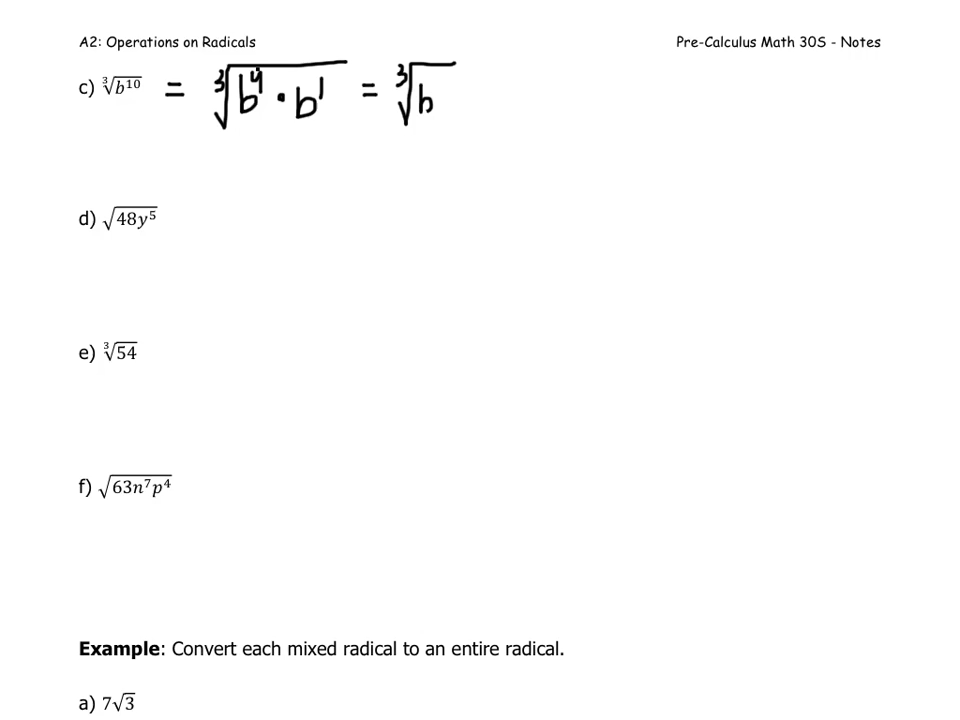 A2: Operations on Radicals Pre-Calculus Math 30S - Notes
c) ∛b¹⁰ = ∛b⁹ · b¹ = ∛b
d) √48y⁵
e) ∛54
f) √63n⁷p⁴
Example: Convert each mixed radical to an entire radical.
a) 7√3